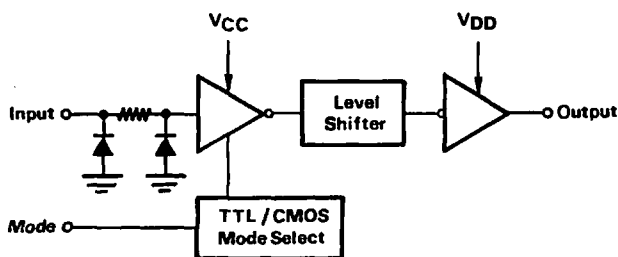 VCC
VDD
Input
Level
Shifter
Output
Mode
TTL / CMOS
Mode Select